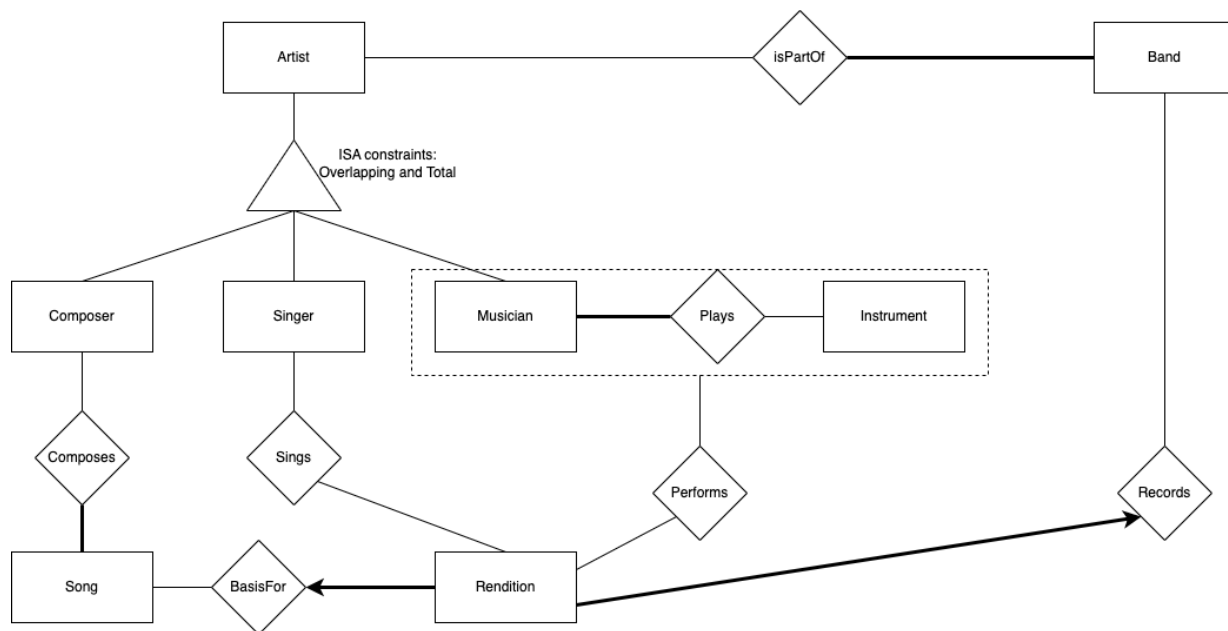 Artist
isPartOf
Band
ISA constraints:
Overlapping and Total
Composer
Singer
Musician
Plays
Instrument
Composes
Sings
Performs
Records
Song
BasisFor
Rendition